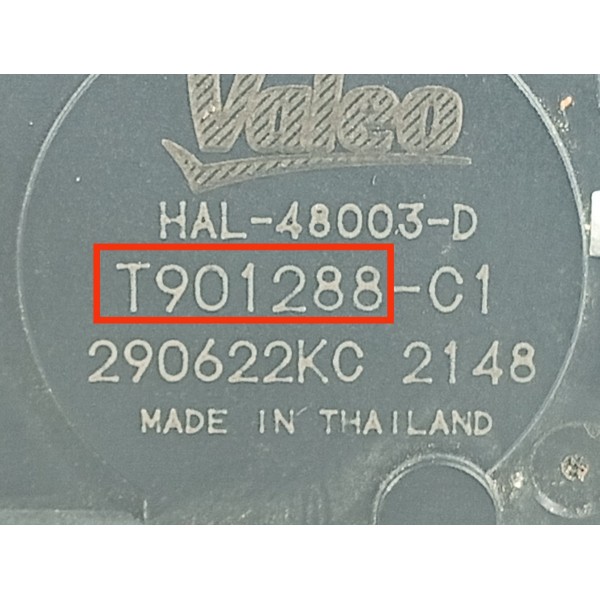 Valeo
HAL-48003-D
T901288-C1
290622KC 2148
MADE IN THAILAND